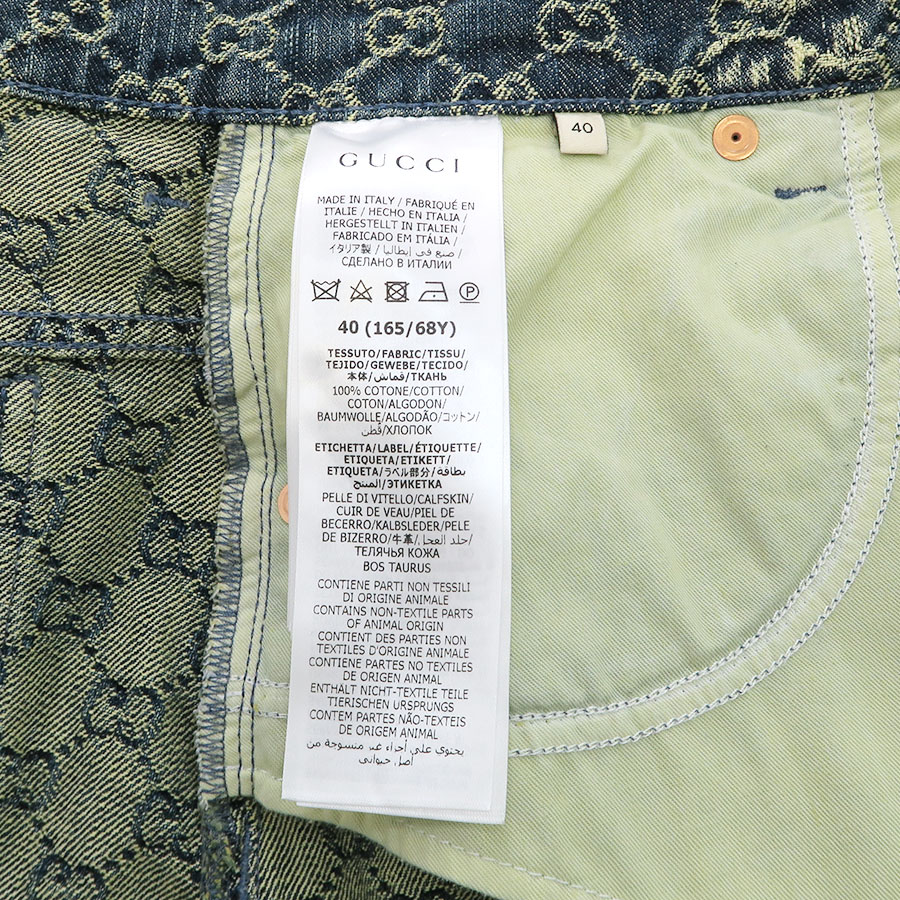 GUCCI
MADE IN ITALY / FABRIQUÉ EN
ITALIE / HECHO EN ITALIA /
HERGESTELLT IN ITALIEN /
FABRICADO EM ITÁLIA /
イタリア製 / صنع في إيطاليا /
СДЕЛАНО В ИТАЛИИ
P
40 (165/68Y)
TESSUTO/FABRIC/TISSU/
TEJIDO/GEWEBE/TECIDO/
本体/قماش/ТКАНЬ
100% COTONE/COTTON/
COTON/ALGODON/
BAUMWOLLE/ALGODÃO/コットン/
قطن/ХЛОПОК
ETICHETTA/LABEL/ÉTIQUETTE/
ETIQUETA/ETIKETT/
ETIQUETA/ラベル部分/بطاقة
المنتج/ЭТИКЕТКА
PELLE DI VITELLO/CALFSKIN/
CUIR DE VEAU/PIEL DE
BECERRO/KALBSLEDER/PELE
DE BIZERRO/牛革/جلد العجل/
ТЕЛЯЧЬЯ КОЖА
BOS TAURUS
CONTIENE PARTI NON TESSILI
DI ORIGINE ANIMALE
CONTAINS NON-TEXTILE PARTS
OF ANIMAL ORIGIN
CONTIENT DES PARTIES NON
TEXTILES D'ORIGINE ANIMALE
CONTIENE PARTES NO TEXTILES
DE ORIGEN ANIMAL
ENTHÄLT NICHT-TEXTILE TEILE
TIERISCHEN URSPRUNGS
CONTEM PARTES NÃO-TEXTEIS
DE ORIGEM ANIMAL
يحتوي على أجزاء غير منسوجة من
أصل حيواني
40